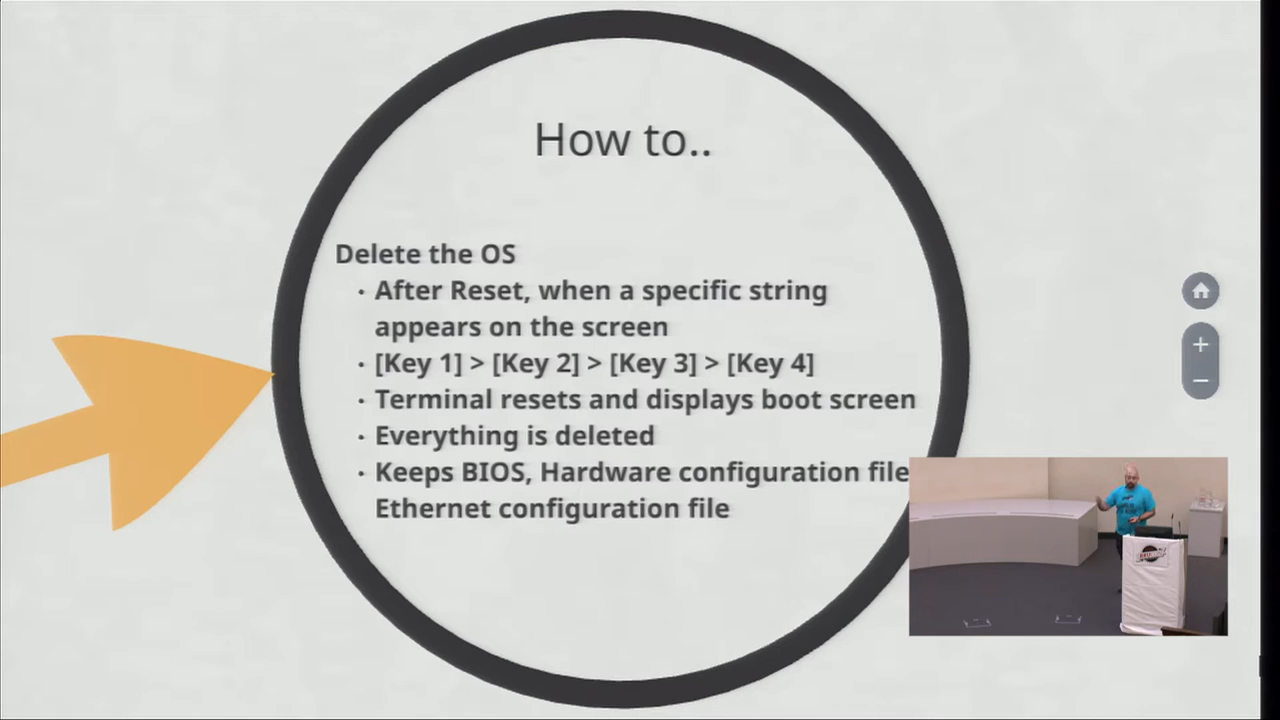 How to..
Delete the OS
· After Reset, when a specific string
appears on the screen
· [Key 1] > [Key 2] > [Key 3] > [Key 4]
· Terminal resets and displays boot screen
· Everything is deleted
· Keeps BIOS, Hardware configuration file
Ethernet configuration file